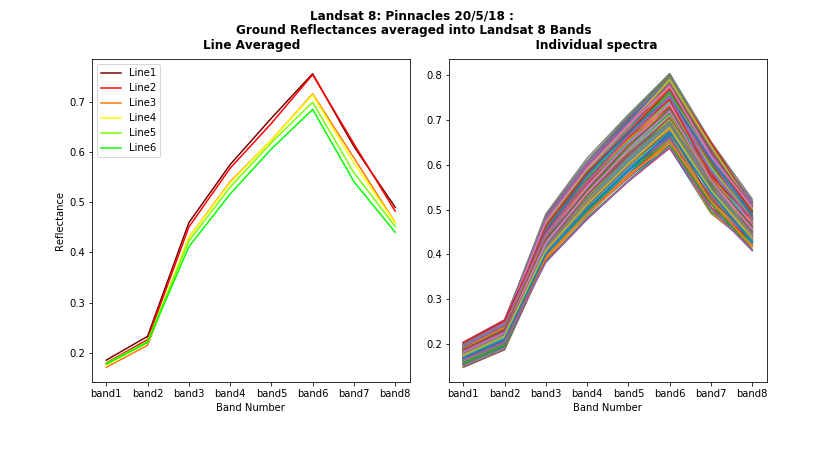 Landsat 8: Pinnacles 20/5/18 :
Ground Reflectances averaged into Landsat 8 Bands
Line Averaged
Individual spectra
Line1
Line2
Line3
Line4
Line5
Line6
Reflectance
0.7
0.6
0.5
0.4
0.3
0.2
band1 band2 band3 band4 band5 band6 band7 band8
Band Number
0.8
0.7
0.6
0.5
0.4
0.3
0.2
band1 band2 band3 band4 band5 band6 band7 band8
Band Number